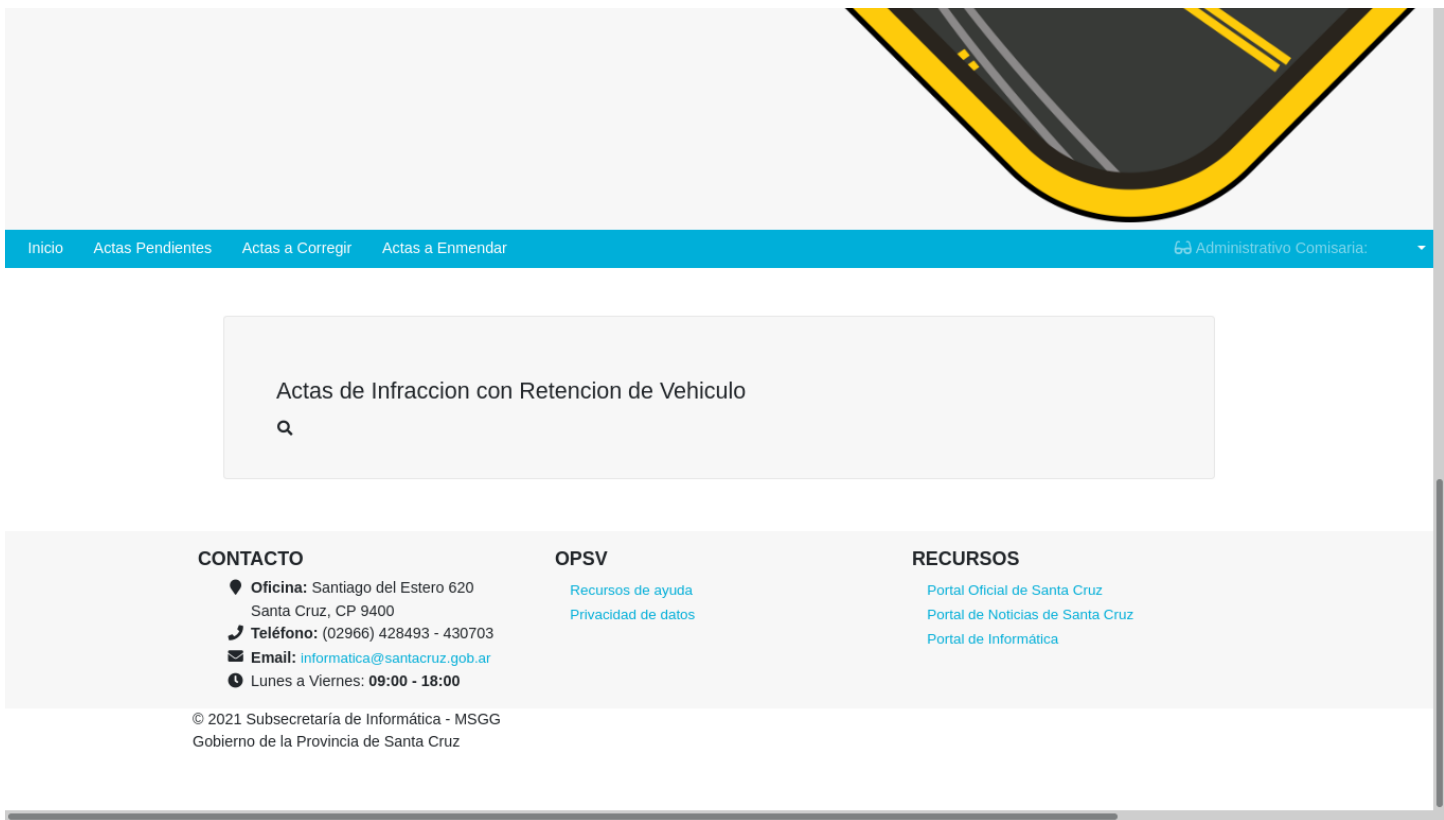 Inicio Actas Pendientes Actas a Corregir Actas a Enmendar Administrativo Comisaria:
Actas de Infraccion con Retencion de Vehiculo
CONTACTO
Oficina: Santiago del Estero 620
Santa Cruz, CP 9400
Teléfono: (02966) 428493 - 430703
Email: informatica@santacruz.gob.ar
Lunes a Viernes: 09:00 - 18:00
OPSV
Recursos de ayuda
Privacidad de datos
RECURSOS
Portal Oficial de Santa Cruz
Portal de Noticias de Santa Cruz
Portal de Informática
© 2021 Subsecretaría de Informática - MSGG
Gobierno de la Provincia de Santa Cruz